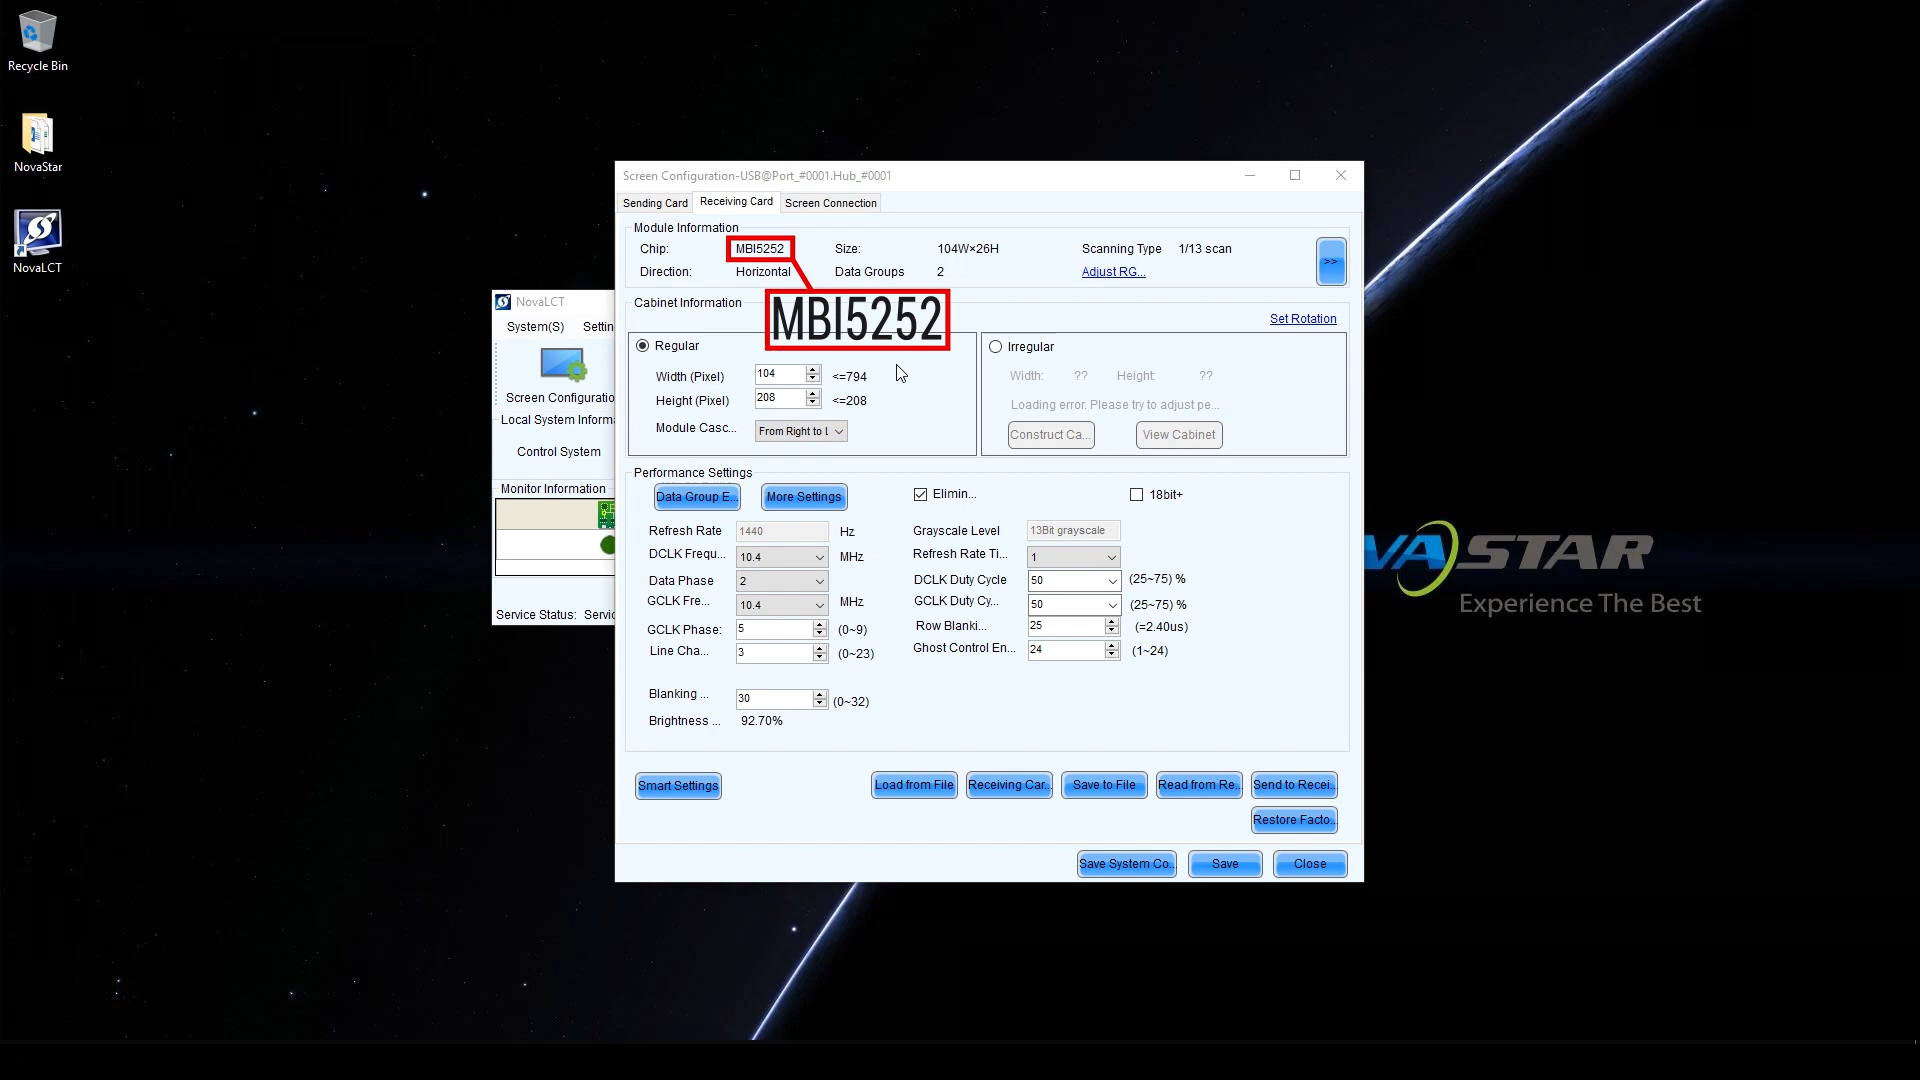 Recycle Bin
NovaStar
NovaLCT
NovaLCT
System(S) Settin
Screen Configuratio
Local System Inform
Control System
Monitor Information
Service Status: Servic
Screen Configuration-USB@Port_#0001.Hub_#0001
Sending Card Receiving Card Screen Connection
Module Information
Chip: MBI5252 Size: 104W×26H Scanning Type 1/13 scan
Direction: Horizontal Data Groups 2 Adjust RG...
>>
MBI5252
Cabinet Information
Set Rotation
Regular
Width (Pixel) 104 <=794
Height (Pixel) 208 <=208
Module Casc... From Right to L
Irregular
Width: ?? Height: ??
Loading error. Please try to adjust pe...
Construct Ca... View Cabinet
Performance Settings
Data Group E... More Settings Elimin... 18bit+
Refresh Rate 1440 Hz Grayscale Level 13Bit grayscale
DCLK Frequ... 10.4 MHz Refresh Rate Ti... 1
Data Phase 2 DCLK Duty Cycle 50 (25~75) %
GCLK Fre... 10.4 MHz GCLK Duty Cy... 50 (25~75) %
GCLK Phase: 5 (0~9) Row Blanki... 25 (=2.40us)
Line Cha... 3 (0~23) Ghost Control En... 24 (1~24)
Blanking ... 30 (0~32)
Brightness ... 92.70%
Smart Settings Load from File Receiving Car... Save to File Read from Re... Send to Recei...
Restore Facto...
Save System Co... Save Close
VASTAR
Experience The Best